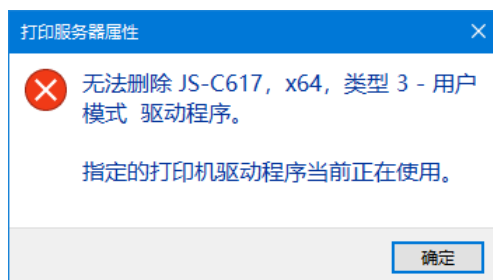 打印服务器属性
无法删除 JS-C617，x64，类型 3 - 用户
模式 驱动程序。
指定的打印机驱动程序当前正在使用。
确定